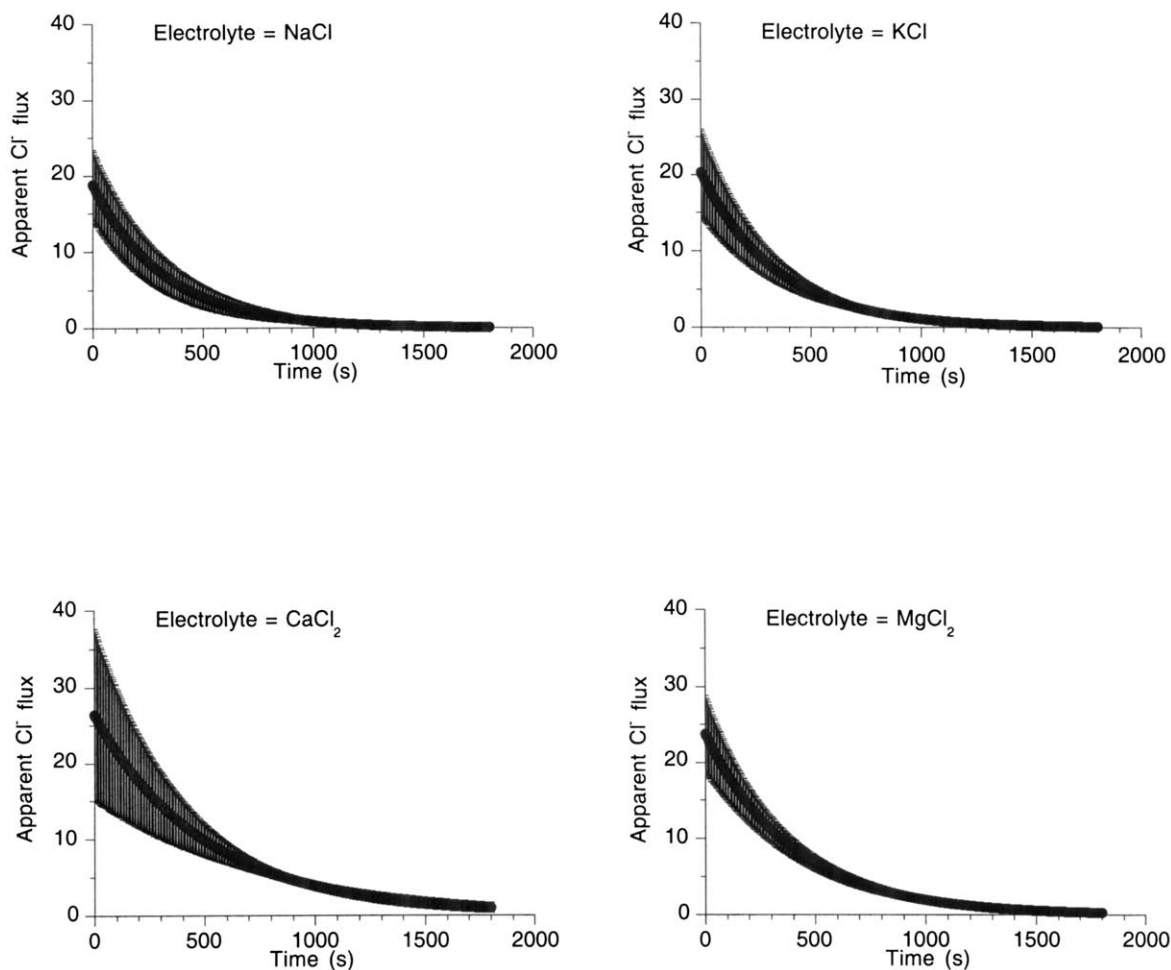 Electrolyte = NaCl
Apparent Cl⁻ flux
40
30
20
10
0
0 500 1000 1500 2000
Time (s)
Electrolyte = KCl
Apparent Cl⁻ flux
40
30
20
10
0
0 500 1000 1500 2000
Time (s)
Electrolyte = CaCl₂
Apparent Cl⁻ flux
40
30
20
10
0
0 500 1000 1500 2000
Time (s)
Electrolyte = MgCl₂
Apparent Cl⁻ flux
40
30
20
10
0
0 500 1000 1500 2000
Time (s)